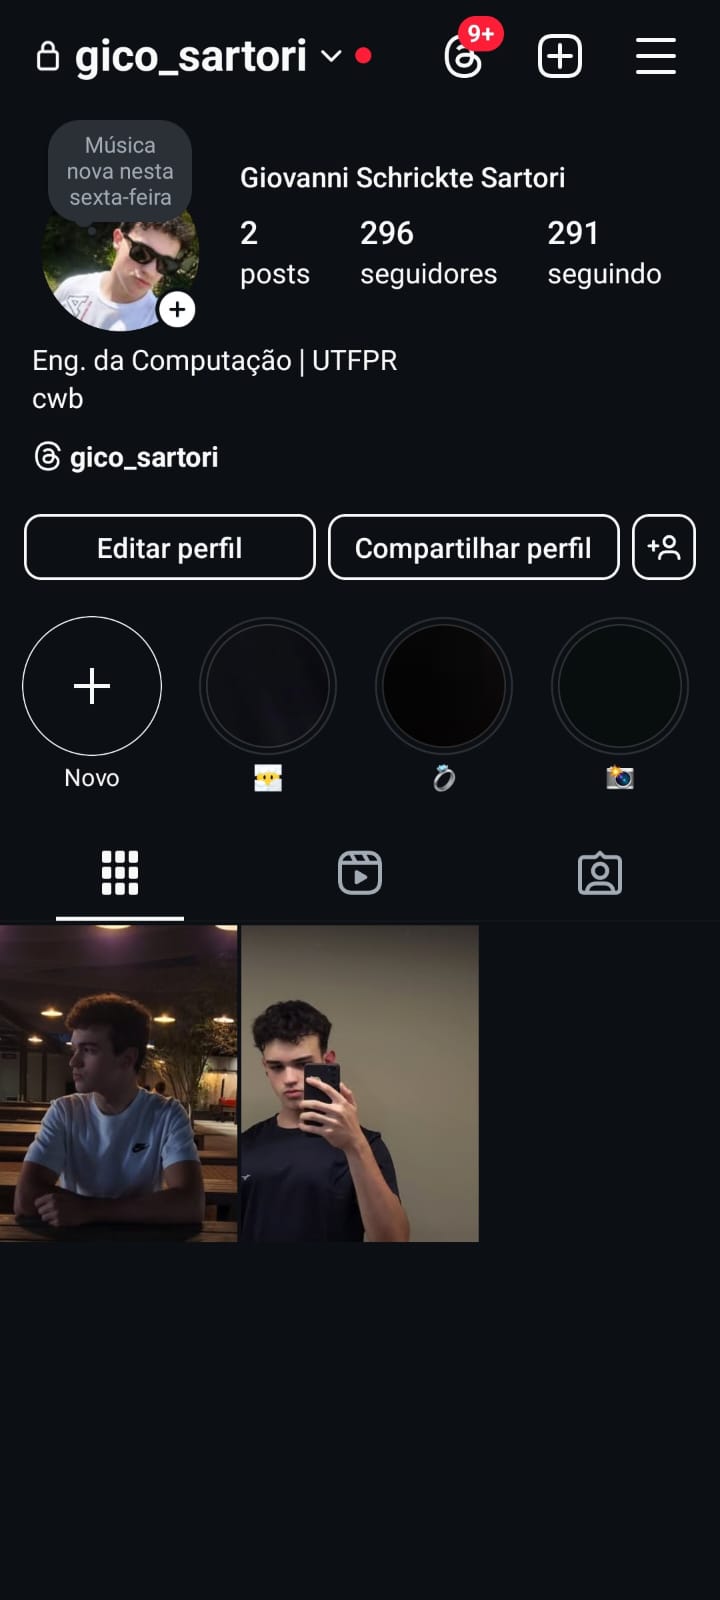 gico_sartori
9+
Música
nova nesta
sexta-feira
Giovanni Schrickte Sartori
2 296 291
posts seguidores seguindo
Eng. da Computação | UTFPR
cwb
gico_sartori
Editar perfil Compartilhar perfil
Novo